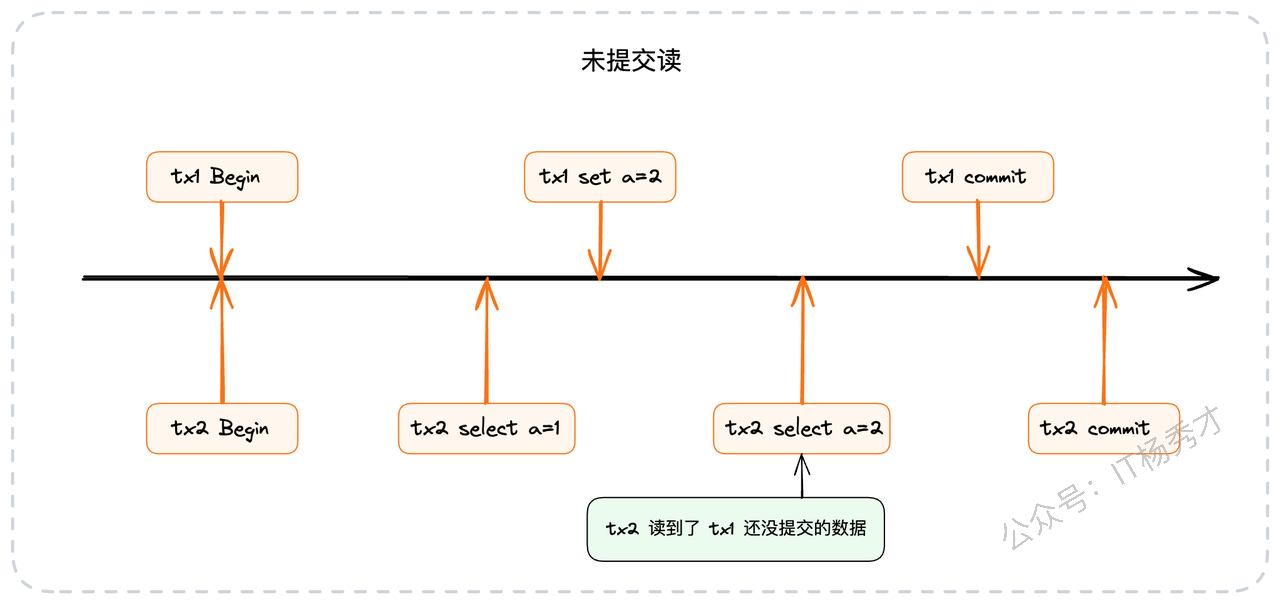 未提交读
tx1 Begin
tx1 set a=2
tx1 commit
tx2 Begin
tx2 select a=1
tx2 select a=2
tx2 commit
tx2 读到了 tx1 还没提交的数据
公众号：IT杨秀才